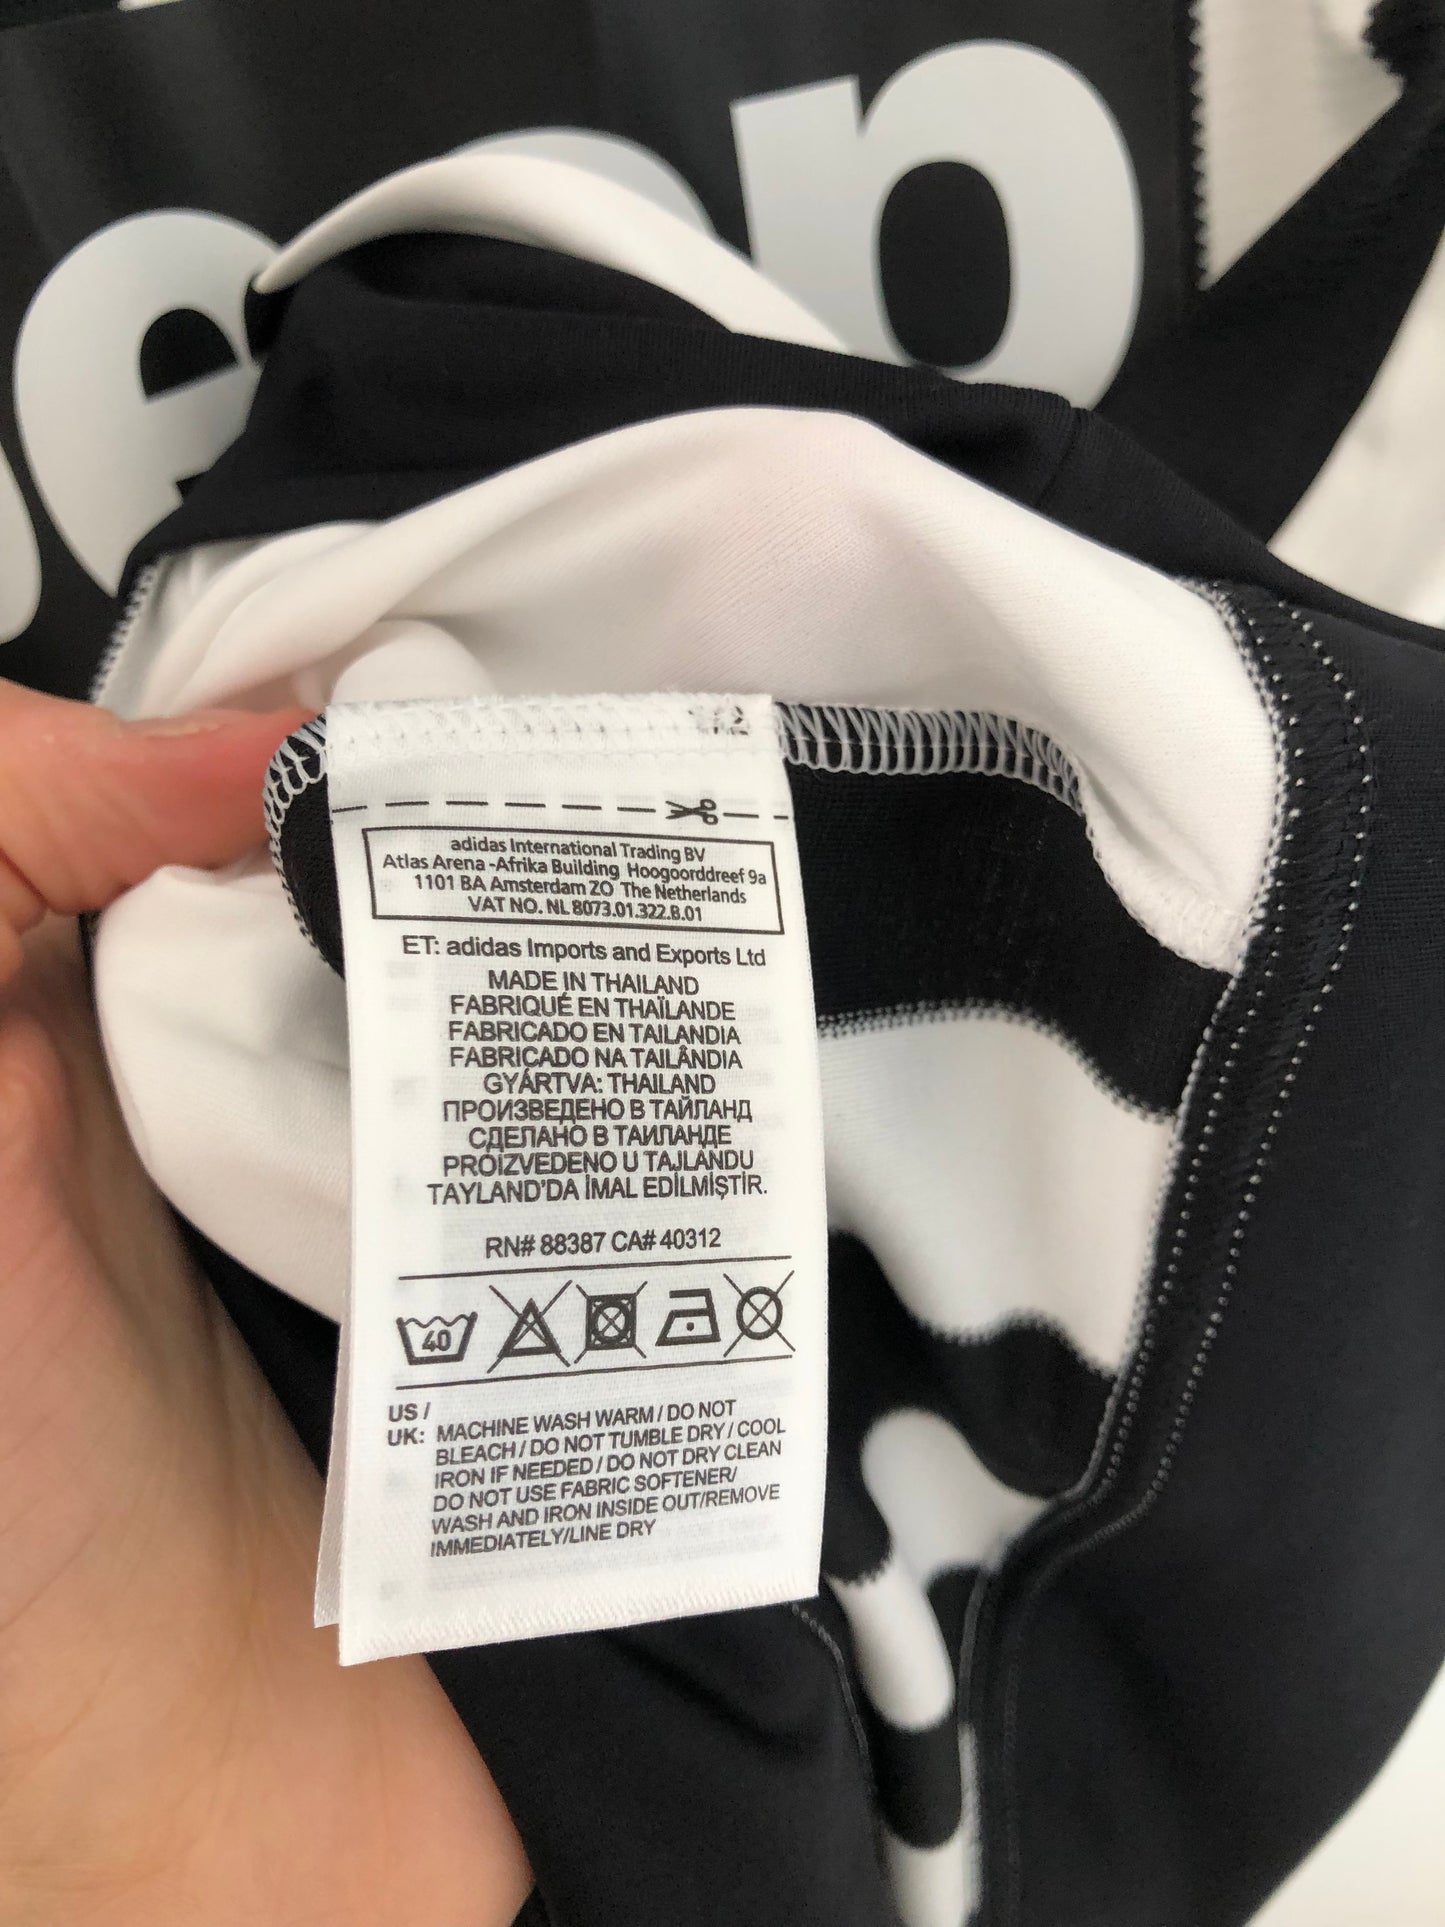 eep
adidas International Trading BV
Atlas Arena -Afrika Building Hoogoorddreef 9a
1101 BA Amsterdam ZO The Netherlands
VAT NO. NL 8073.01.322.B.01
ET: adidas Imports and Exports Ltd
MADE IN THAILAND
FABRIQUÉ EN THAÏLANDE
FABRICADO EN TAILANDIA
FABRICADO NA TAILÂNDIA
GYÁRTVA: THAILAND
ПРОИЗВЕДЕНО В ТАЙЛАНД
СДЕЛАНО В ТАИЛАНДЕ
PROIZVEDENO U TAJLANDU
TAYLAND'DA İMAL EDİLMİŞTİR.
RN# 88387 CA# 40312
40
US /
UK: MACHINE WASH WARM / DO NOT
BLEACH / DO NOT TUMBLE DRY / COOL
IRON IF NEEDED / DO NOT DRY CLEAN
DO NOT USE FABRIC SOFTENER/
WASH AND IRON INSIDE OUT/REMOVE
IMMEDIATELY/LINE DRY